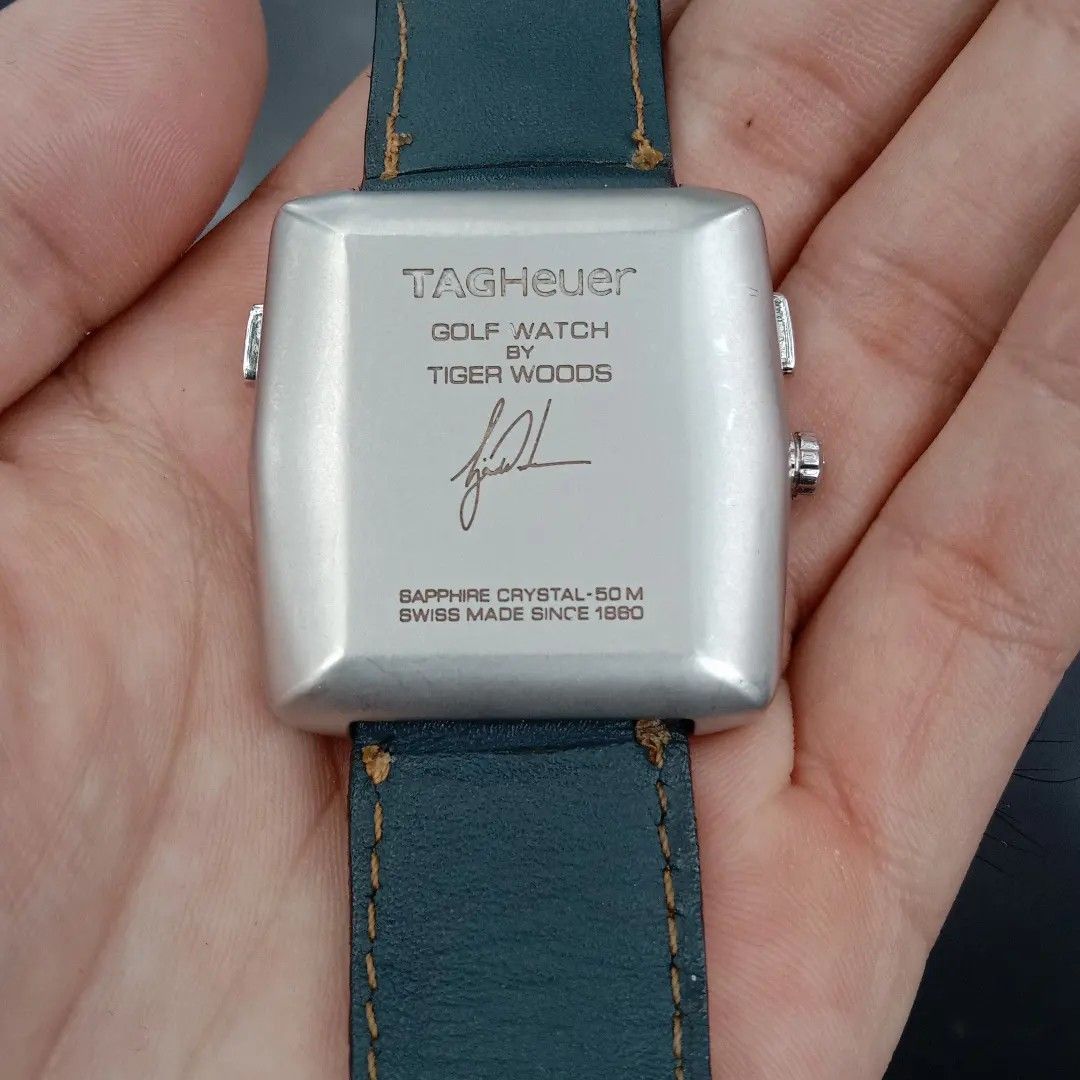 TAGHeuer
GOLF WATCH
BY
TIGER WOODS
SAPPHIRE CRYSTAL-50 M
SWISS MADE SINCE 1860